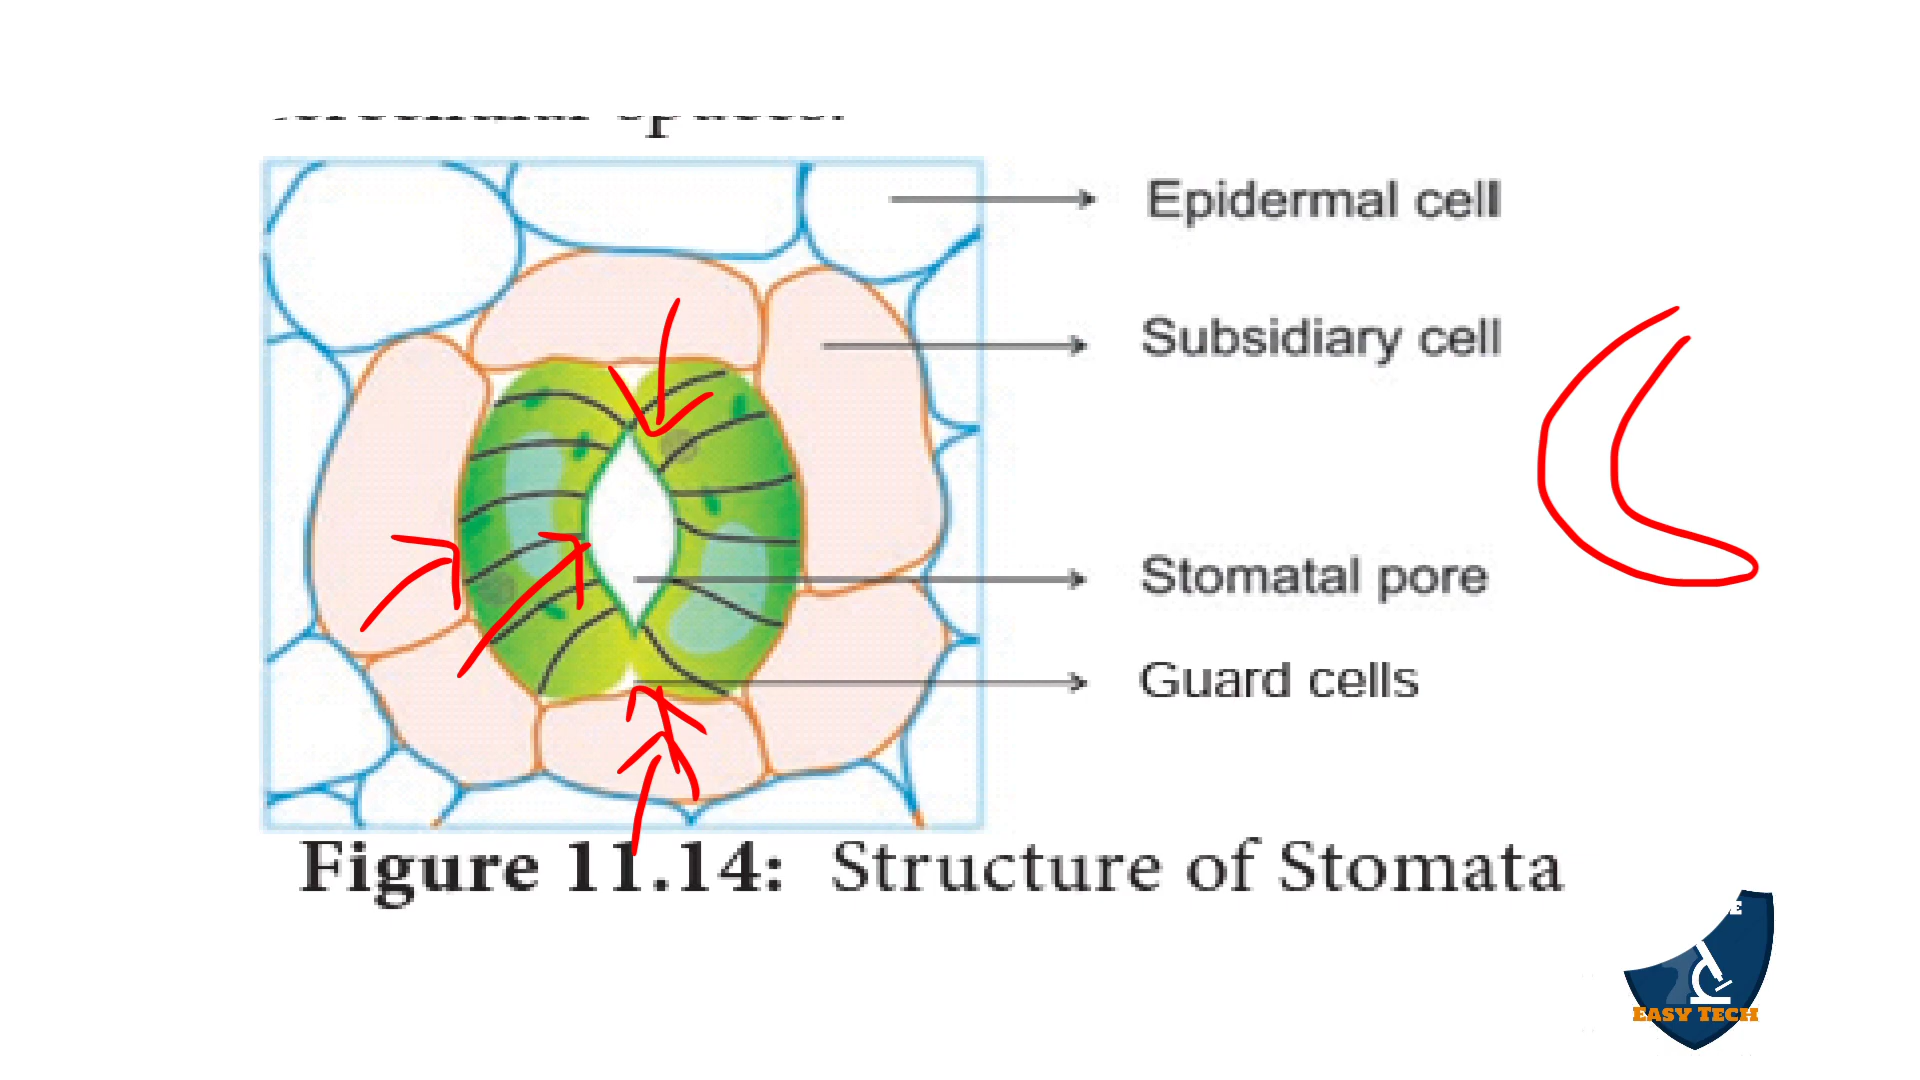 Epidermal cell
Subsidiary cell
Stomatal pore
Guard cells
Figure 11.14: Structure of Stomata
EASY TECH